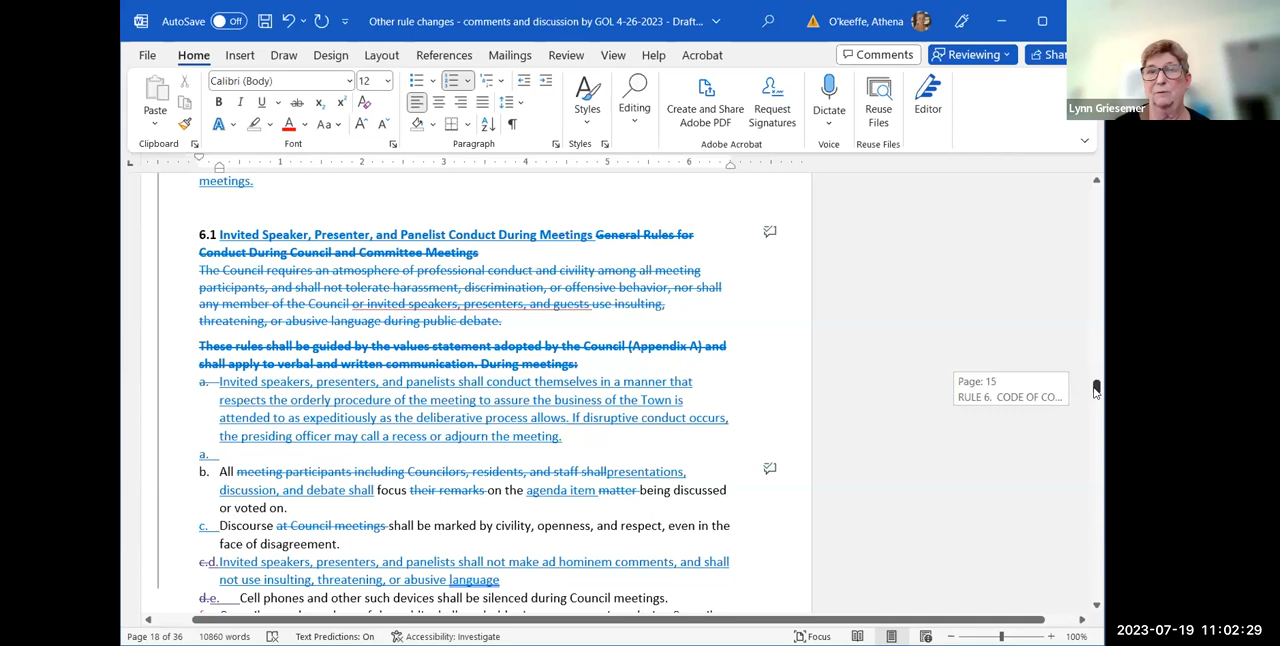 AutoSave Off Other rule changes - comments and discussion by GOL 4-26-2023 - Draft... O'keeffe, Athena
File Home Insert Draw Design Layout References Mailings Review View Help Acrobat Comments Reviewing Shar
Lynn Griesemer
Calibri (Body) 12
Paste B I U ab x₂ x² A Aa A A Styles Editing Create and Share Adobe PDF Request Signatures Dictate Reuse Files Editor
Clipboard Font Paragraph Styles Adobe Acrobat Voice Reuse Files
1 2 3 4 5 6
meetings.
6.1 Invited Speaker, Presenter, and Panelist Conduct During Meetings General Rules for
Conduct During Council and Committee Meetings
The Council requires an atmosphere of professional conduct and civility among all meeting
participants, and shall not tolerate harassment, discrimination, or offensive behavior, nor shall
any member of the Council or invited speakers, presenters, and guests use insulting,
threatening, or abusive language during public debate.
These rules shall be guided by the values statement adopted by the Council (Appendix A) and
shall apply to verbal and written communication. During meetings:
a. Invited speakers, presenters, and panelists shall conduct themselves in a manner that
respects the orderly procedure of the meeting to assure the business of the Town is
attended to as expeditiously as the deliberative process allows. If disruptive conduct occurs,
the presiding officer may call a recess or adjourn the meeting.
a.
b. All meeting participants including Councilors, residents, and staff shallpresentations,
discussion, and debate shall focus their remarks on the agenda item matter being discussed
or voted on.
c. Discourse at Council meetings shall be marked by civility, openness, and respect, even in the
face of disagreement.
c.d.Invited speakers, presenters, and panelists shall not make ad hominem comments, and shall
not use insulting, threatening, or abusive language
d.e. Cell phones and other such devices shall be silenced during Council meetings.
Page: 15
RULE 6. CODE OF CO...
Page 18 of 36 10860 words Text Predictions: On Accessibility: Investigate Focus 100%
2023-07-19 11:02:29